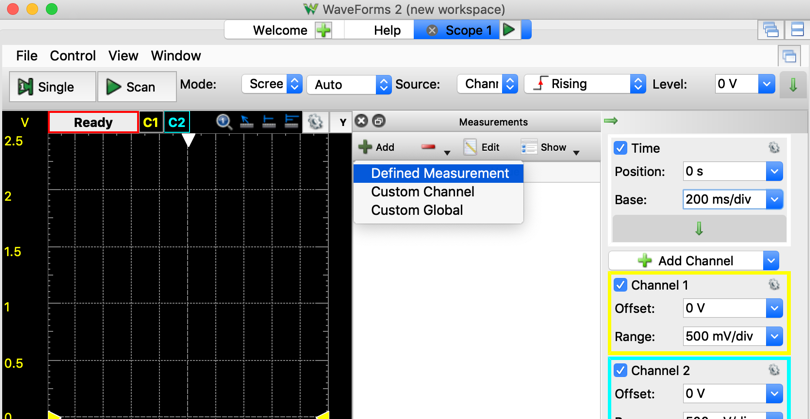 WaveForms 2 (new workspace)
Welcome Help Scope 1
File Control View Window
Single Scan Mode: Scree Auto Source: Chan Rising Level: 0 V
V Ready C1 C2 Y Measurements
Add Edit Show
Defined Measurement
Custom Channel
Custom Global
2.5
2
1.5
1
0.5
0
Time
Position: 0 s
Base: 200 ms/div
Add Channel
Channel 1
Offset: 0 V
Range: 500 mV/div
Channel 2
Offset: 0 V